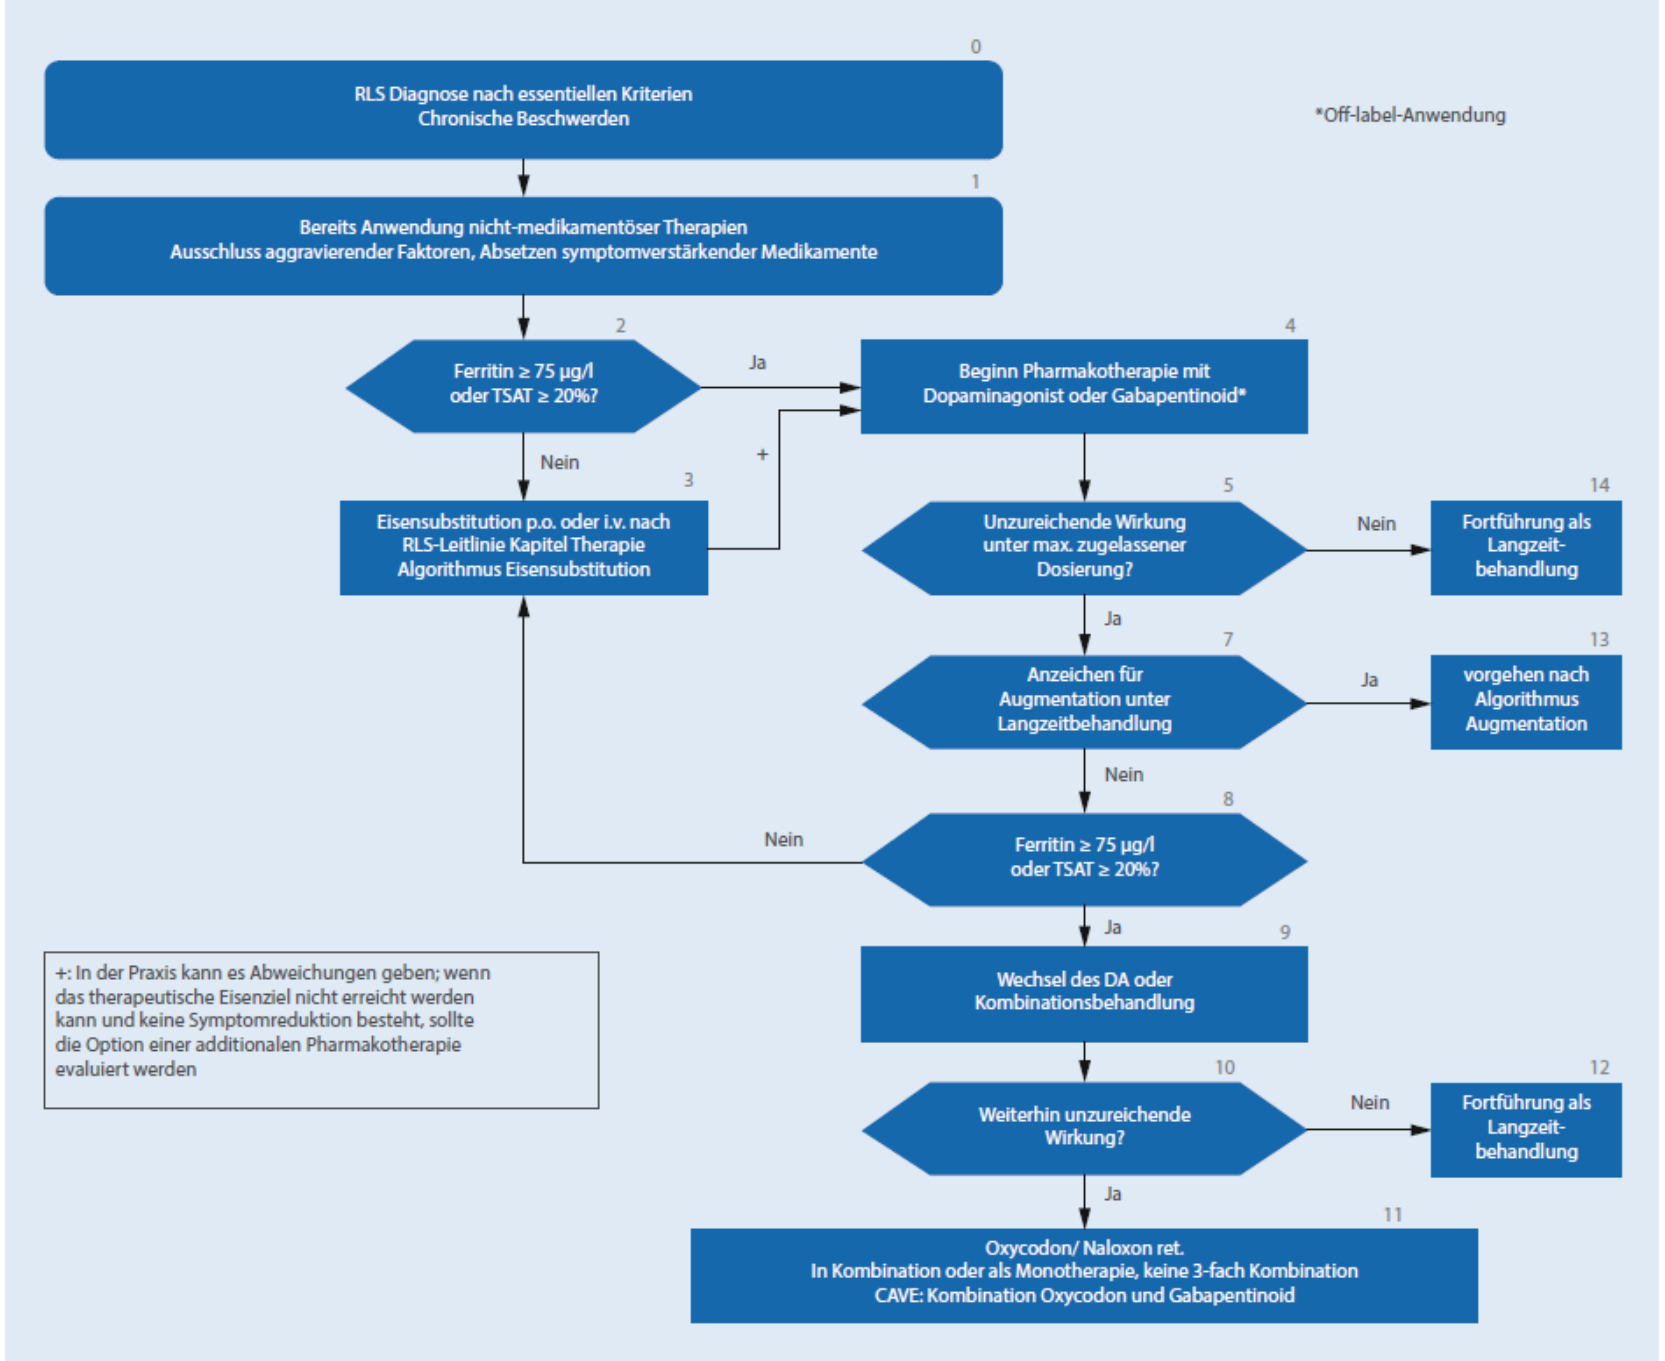 0
RLS Diagnose nach essentiellen Kriterien
Chronische Beschwerden
*Off-label-Anwendung
1
Bereits Anwendung nicht-medikamentöser Therapien
Ausschluss aggravierender Faktoren, Absetzen symptomverstärkender Medikamente
2
Ferritin ≥ 75 µg/l
oder TSAT ≥ 20%?
Ja
4
Beginn Pharmakotherapie mit
Dopaminagonist oder Gabapentinoid*
Nein
+
3
Eisensubstitution p.o. oder i.v. nach
RLS-Leitlinie Kapitel Therapie
Algorithmus Eisensubstitution
5
Unzureichende Wirkung
unter max. zugelassener
Dosierung?
Nein
14
Fortführung als
Langzeit-
behandlung
Ja
7
Anzeichen für
Augmentation unter
Langzeitbehandlung
Ja
13
vorgehen nach
Algorithmus
Augmentation
Nein
8
Ferritin ≥ 75 µg/l
oder TSAT ≥ 20%?
Nein
Ja
9
Wechsel des DA oder
Kombinationsbehandlung
+: In der Praxis kann es Abweichungen geben; wenn
das therapeutische Eisenziel nicht erreicht werden
kann und keine Symptomreduktion besteht, sollte
die Option einer additionalen Pharmakotherapie
evaluiert werden
10
Weiterhin unzureichende
Wirkung?
Nein
12
Fortführung als
Langzeit-
behandlung
Ja
11
Oxycodon/ Naloxon ret.
In Kombination oder als Monotherapie, keine 3-fach Kombination
CAVE: Kombination Oxycodon und Gabapentinoid